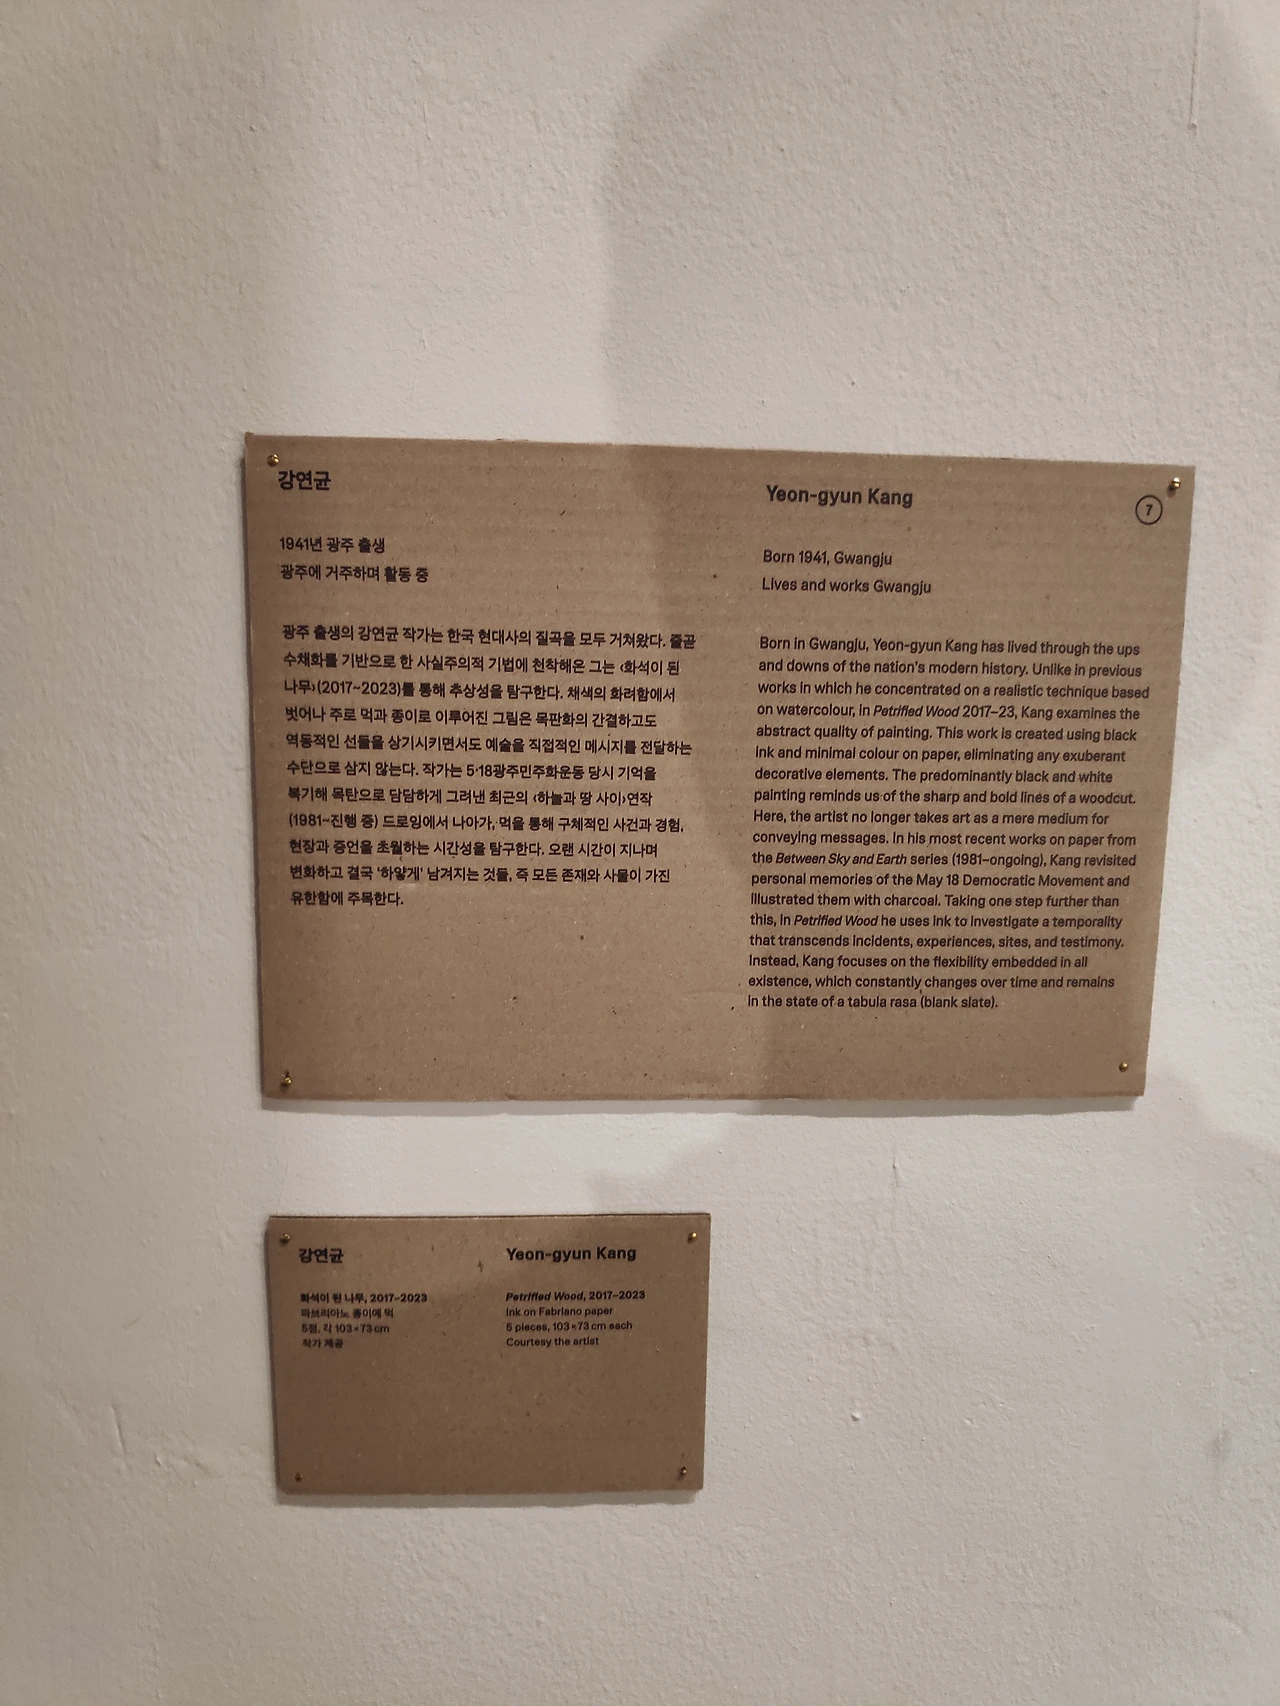 강연균
1941년 광주 출생
광주에 거주하며 활동 중
광주 출생의 강연균 작가는 한국 현대사의 질곡을 모두 거쳐왔다. 줄곧
수채화를 기반으로 한 사실주의적 기법에 천착해온 그는 ‹화석이 된
나무›(2017~2023)를 통해 추상성을 탐구한다. 채색의 화려함에서
벗어나 주로 먹과 종이로 이루어진 그림은 목판화의 간결하고도
역동적인 선들을 상기시키면서도 예술을 직접적인 메시지를 전달하는
수단으로 삼지 않는다. 작가는 5·18광주민주화운동 당시 기억을
복기해 목탄으로 담담하게 그려낸 최근의 ‹하늘과 땅 사이›연작
(1981~진행 중) 드로잉에서 나아가, 먹을 통해 구체적인 사건과 경험,
현장과 증언을 초월하는 시간성을 탐구한다. 오랜 시간이 지나며
변화하고 결국 ‘하얗게’ 남겨지는 것들, 즉 모든 존재와 사물이 가진
유한함에 주목한다.
Yeon-gyun Kang
7
Born 1941, Gwangju
Lives and works Gwangju
Born in Gwangju, Yeon-gyun Kang has lived through the ups
and downs of the nation's modern history. Unlike in previous
works in which he concentrated on a realistic technique based
on watercolour, in Petrified Wood 2017–23, Kang examines the
abstract quality of painting. This work is created using black
ink and minimal colour on paper, eliminating any exuberant
decorative elements. The predominantly black and white
painting reminds us of the sharp and bold lines of a woodcut.
Here, the artist no longer takes art as a mere medium for
conveying messages. In his most recent works on paper from
the Between Sky and Earth series (1981–ongoing), Kang revisited
personal memories of the May 18 Democratic Movement and
illustrated them with charcoal. Taking one step further than
this, in Petrified Wood he uses ink to investigate a temporality
that transcends incidents, experiences, sites, and testimony.
Instead, Kang focuses on the flexibility embedded in all
existence, which constantly changes over time and remains
in the state of a tabula rasa (blank slate).
강연균
화석이 된 나무, 2017–2023
파브리아노 종이에 먹
5점, 각 103×73 cm
작가 제공
Yeon-gyun Kang
Petrified Wood, 2017–2023
Ink on Fabriano paper
5 pieces, 103×73 cm each
Courtesy the artist